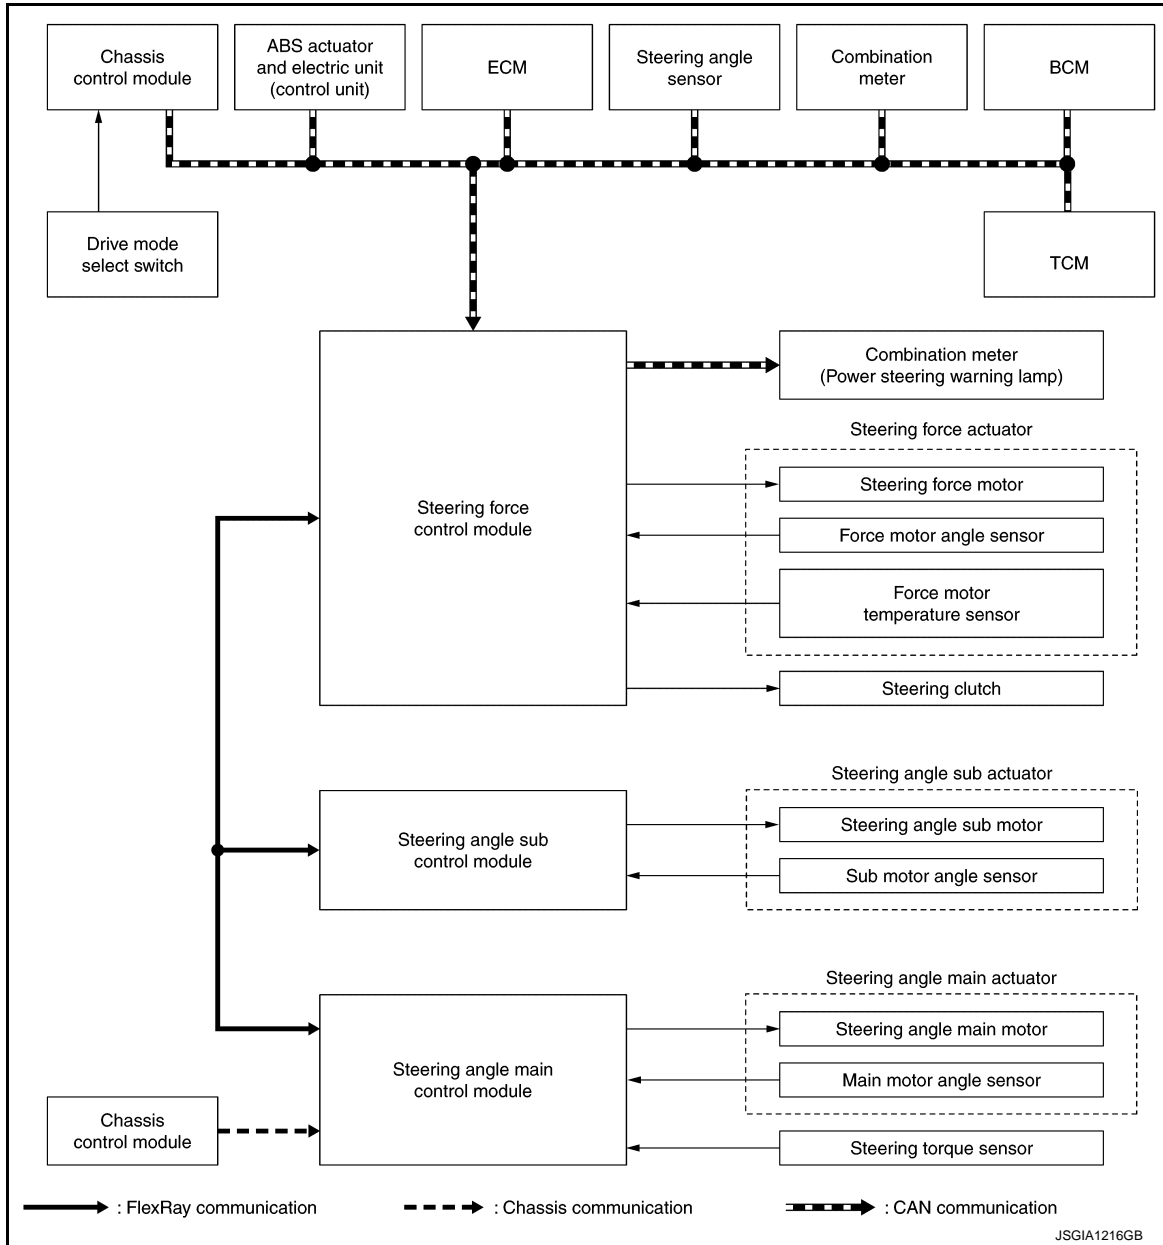 Chassis
control module
ABS actuator
and electric unit
(control unit)
ECM
Steering angle
sensor
Combination
meter
BCM
Drive mode
select switch
TCM
Steering force
control module
Combination meter
(Power steering warning lamp)
Steering force actuator
Steering force motor
Force motor angle sensor
Force motor
temperature sensor
Steering clutch
Steering angle sub
control module
Steering angle sub actuator
Steering angle sub motor
Sub motor angle sensor
Steering angle main
control module
Steering angle main actuator
Steering angle main motor
Main motor angle sensor
Steering torque sensor
Chassis
control module
: FlexRay communication
: Chassis communication
: CAN communication
JSGIA1216GB